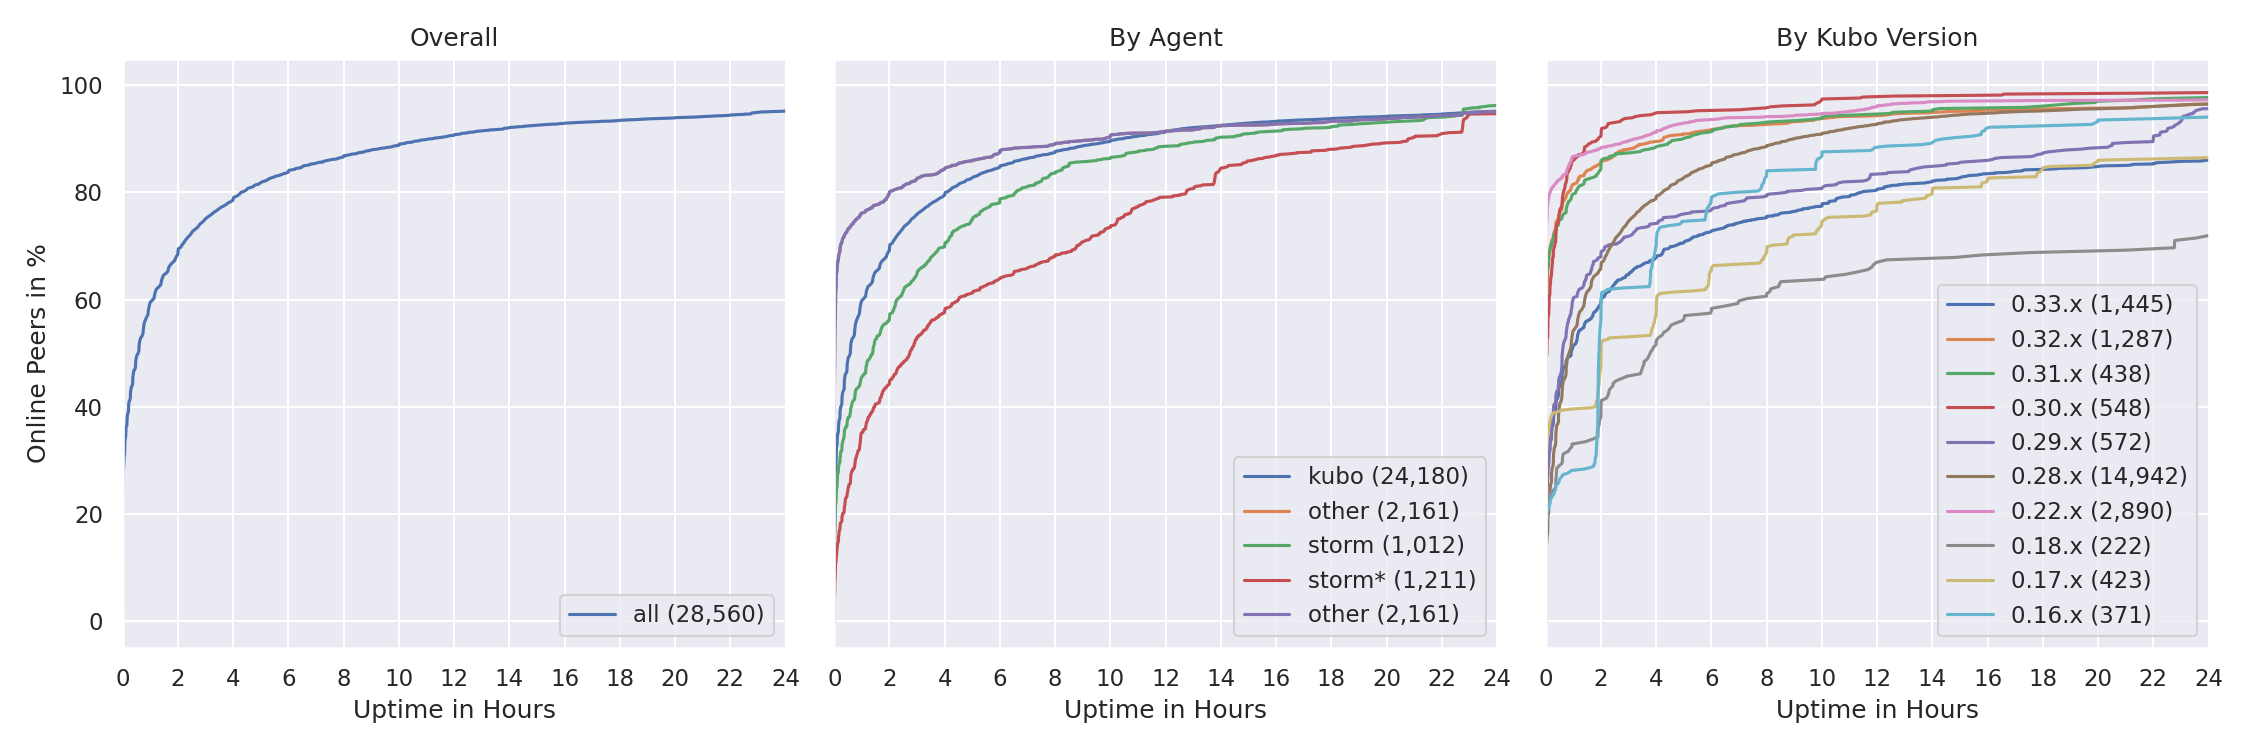 Overall
By Agent
By Kubo Version
Online Peers in %
100
80
60
40
20
0
all (28,560)
kubo (24,180)
other (2,161)
storm (1,012)
storm* (1,211)
other (2,161)
0.33.x (1,445)
0.32.x (1,287)
0.31.x (438)
0.30.x (548)
0.29.x (572)
0.28.x (14,942)
0.22.x (2,890)
0.18.x (222)
0.17.x (423)
0.16.x (371)
0 2 4 6 8 10 12 14 16 18 20 22 24
0 2 4 6 8 10 12 14 16 18 20 22 24
0 2 4 6 8 10 12 14 16 18 20 22 24
Uptime in Hours
Uptime in Hours
Uptime in Hours